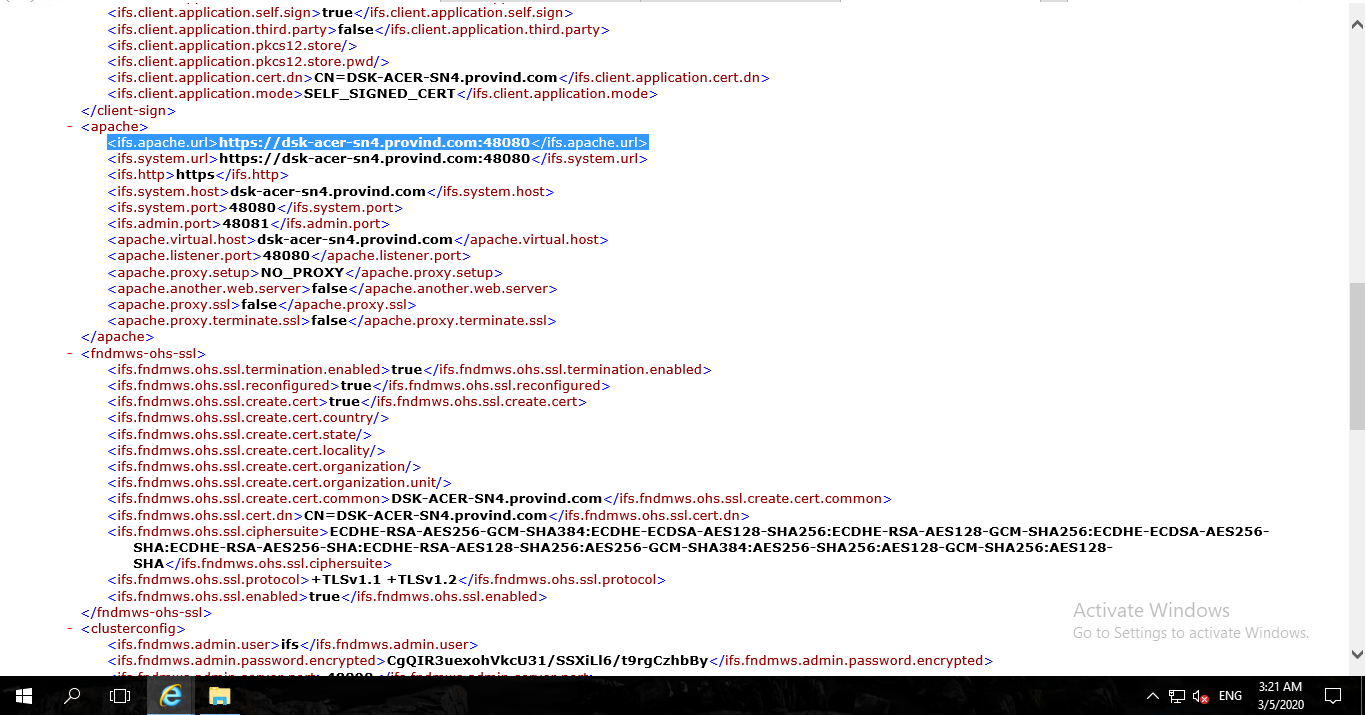 <ifs.client.application.self.sign>true</ifs.client.application.self.sign>
<ifs.client.application.third.party>false</ifs.client.application.third.party>
<ifs.client.application.pkcs12.store/>
<ifs.client.application.pkcs12.store.pwd/>
<ifs.client.application.cert.dn>CN=DSK-ACER-SN4.provind.com</ifs.client.application.cert.dn>
<ifs.client.application.mode>SELF_SIGNED_CERT</ifs.client.application.mode>
</client-sign>
- <apache>
<ifs.apache.url>https://dsk-acer-sn4.provind.com:48080</ifs.apache.url>
<ifs.system.url>https://dsk-acer-sn4.provind.com:48080</ifs.system.url>
<ifs.http>https</ifs.http>
<ifs.system.host>dsk-acer-sn4.provind.com</ifs.system.host>
<ifs.system.port>48080</ifs.system.port>
<ifs.admin.port>48081</ifs.admin.port>
<apache.virtual.host>dsk-acer-sn4.provind.com</apache.virtual.host>
<apache.listener.port>48080</apache.listener.port>
<apache.proxy.setup>NO_PROXY</apache.proxy.setup>
<apache.another.web.server>false</apache.another.web.server>
<apache.proxy.ssl>false</apache.proxy.ssl>
<apache.proxy.terminate.ssl>false</apache.proxy.terminate.ssl>
</apache>
- <fndmws-ohs-ssl>
<ifs.fndmws.ohs.ssl.termination.enabled>true</ifs.fndmws.ohs.ssl.termination.enabled>
<ifs.fndmws.ohs.ssl.reconfigured>true</ifs.fndmws.ohs.ssl.reconfigured>
<ifs.fndmws.ohs.ssl.create.cert>true</ifs.fndmws.ohs.ssl.create.cert>
<ifs.fndmws.ohs.ssl.create.cert.country/>
<ifs.fndmws.ohs.ssl.create.cert.state/>
<ifs.fndmws.ohs.ssl.create.cert.locality/>
<ifs.fndmws.ohs.ssl.create.cert.organization/>
<ifs.fndmws.ohs.ssl.create.cert.organization.unit/>
<ifs.fndmws.ohs.ssl.create.cert.common>DSK-ACER-SN4.provind.com</ifs.fndmws.ohs.ssl.create.cert.common>
<ifs.fndmws.ohs.ssl.cert.dn>CN=DSK-ACER-SN4.provind.com</ifs.fndmws.ohs.ssl.cert.dn>
<ifs.fndmws.ohs.ssl.ciphersuite>ECDHE-RSA-AES256-GCM-SHA384:ECDHE-ECDSA-AES128-SHA256:ECDHE-RSA-AES128-GCM-SHA256:ECDHE-ECDSA-AES256-
SHA:ECDHE-RSA-AES256-SHA:ECDHE-RSA-AES128-SHA256:AES256-GCM-SHA384:AES256-SHA256:AES128-GCM-SHA256:AES128-
SHA</ifs.fndmws.ohs.ssl.ciphersuite>
<ifs.fndmws.ohs.ssl.protocol>+TLSv1.1 +TLSv1.2</ifs.fndmws.ohs.ssl.protocol>
<ifs.fndmws.ohs.ssl.enabled>true</ifs.fndmws.ohs.ssl.enabled>
</fndmws-ohs-ssl>
- <clusterconfig>
<ifs.fndmws.admin.user>ifs</ifs.fndmws.admin.user>
<ifs.fndmws.admin.password.encrypted>CgQIR3uexohVkcU31/SSXiLl6/t9rgCzhbBy</ifs.fndmws.admin.password.encrypted>
Activate Windows
Go to Settings to activate Windows.
ENG
3:21 AM
3/5/2020